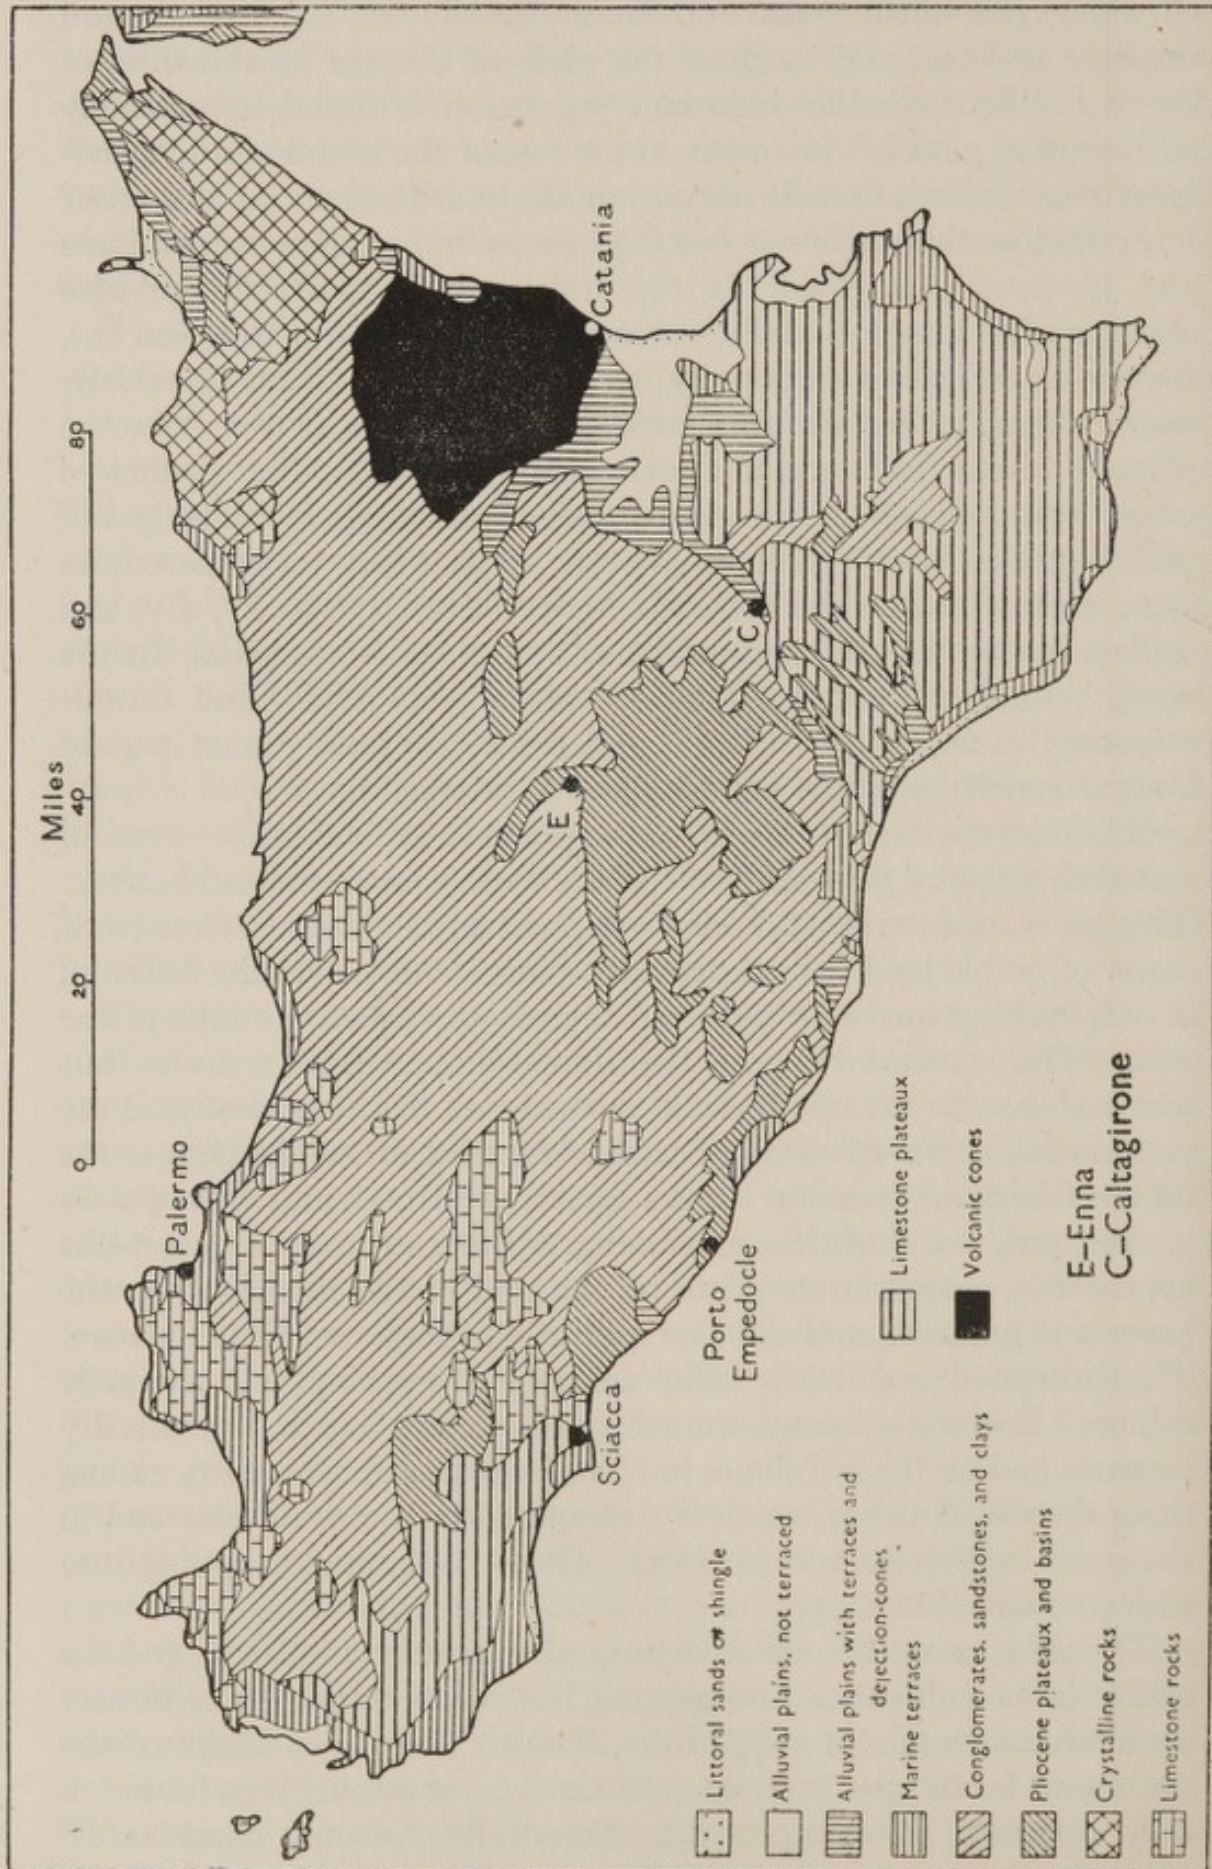 Miles
0 20 40 60 80
Palermo
Catania
E
C
Sciacca
Porto
Empedocle
Littoral sands or shingle
Alluvial plains, not terraced
Alluvial plains with terraces and
dejection-cones
Marine terraces
Conglomerates, sandstones, and clays
Pliocene plateaux and basins
Crystalline rocks
Limestone rocks
Limestone plateaux
Volcanic cones
E–Enna
C–Caltagirone